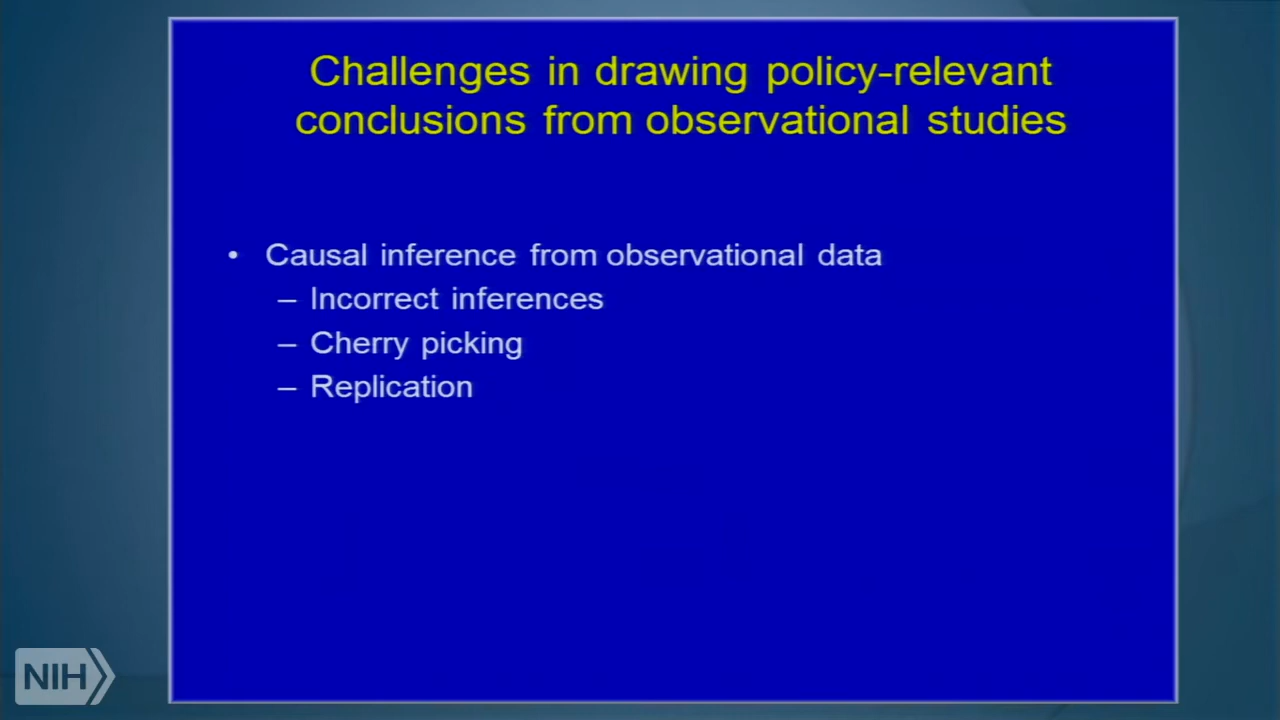 Challenges in drawing policy-relevant
conclusions from observational studies
• Causal inference from observational data
– Incorrect inferences
– Cherry picking
– Replication
NIH